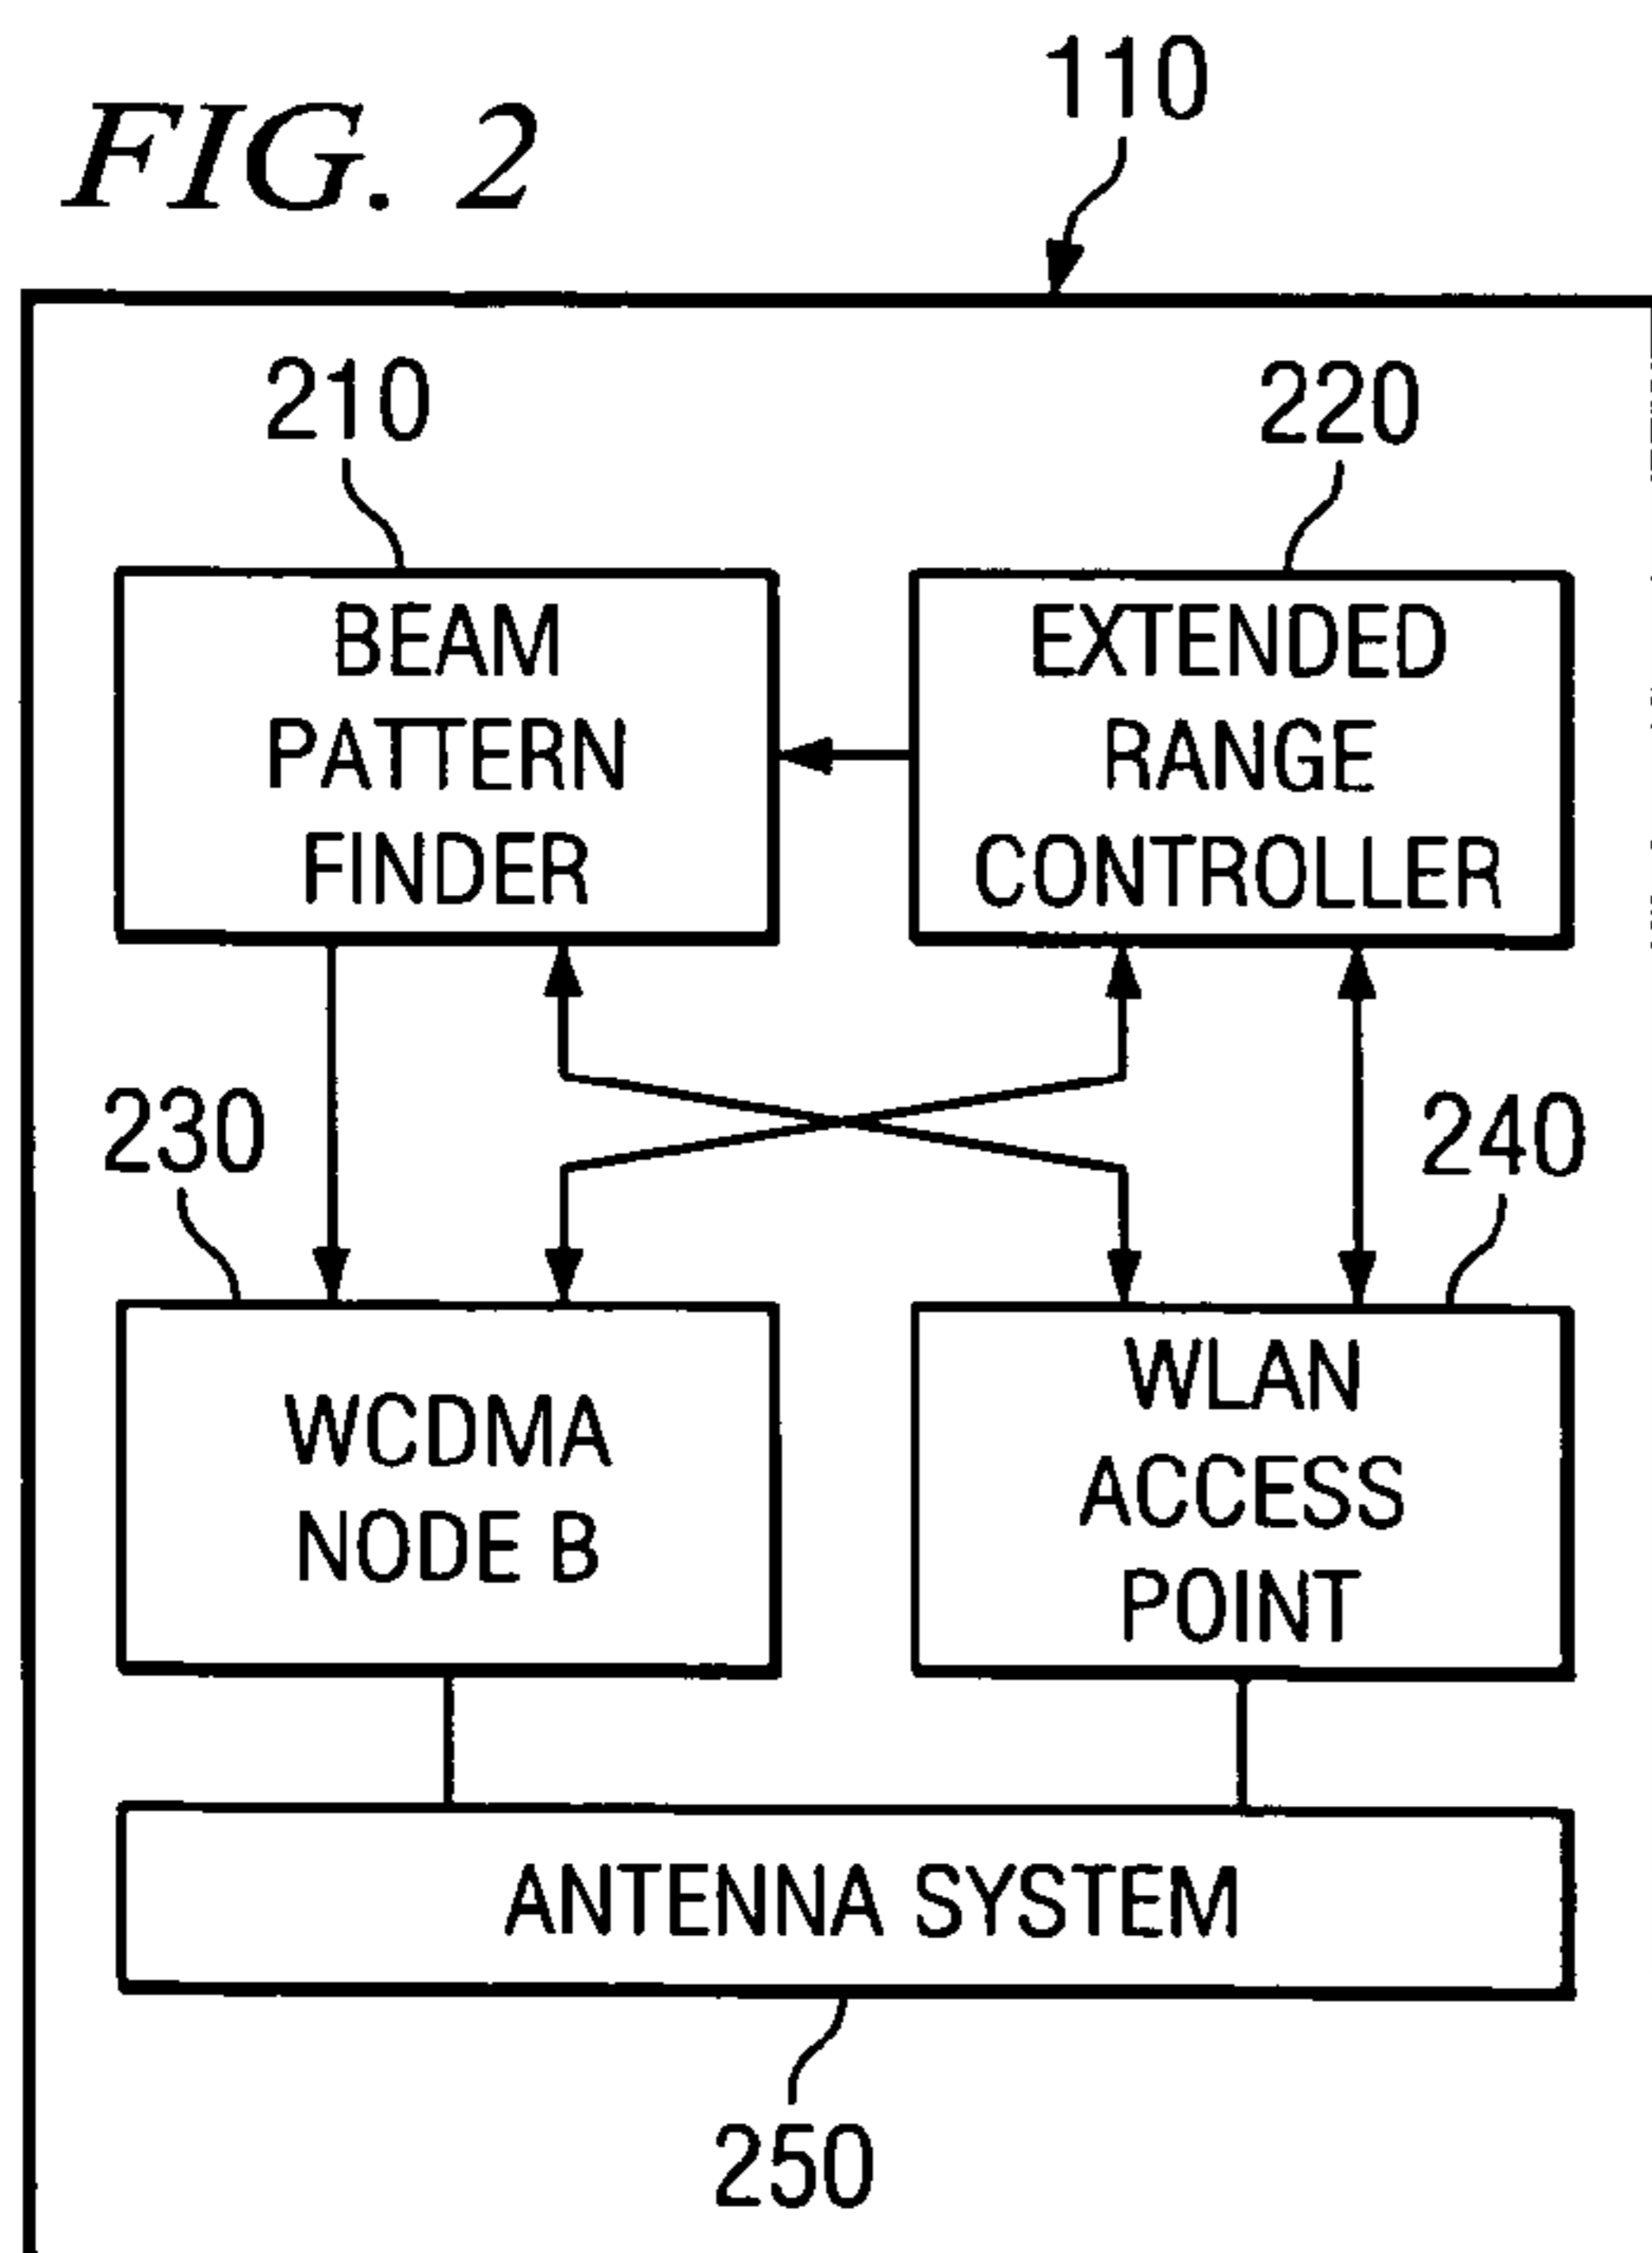 FIG. 2
110
210
220
BEAM
PATTERN
FINDER
EXTENDED
RANGE
CONTROLLER
230
240
WCDMA
NODE B
WLAN
ACCESS
POINT
ANTENNA SYSTEM
250